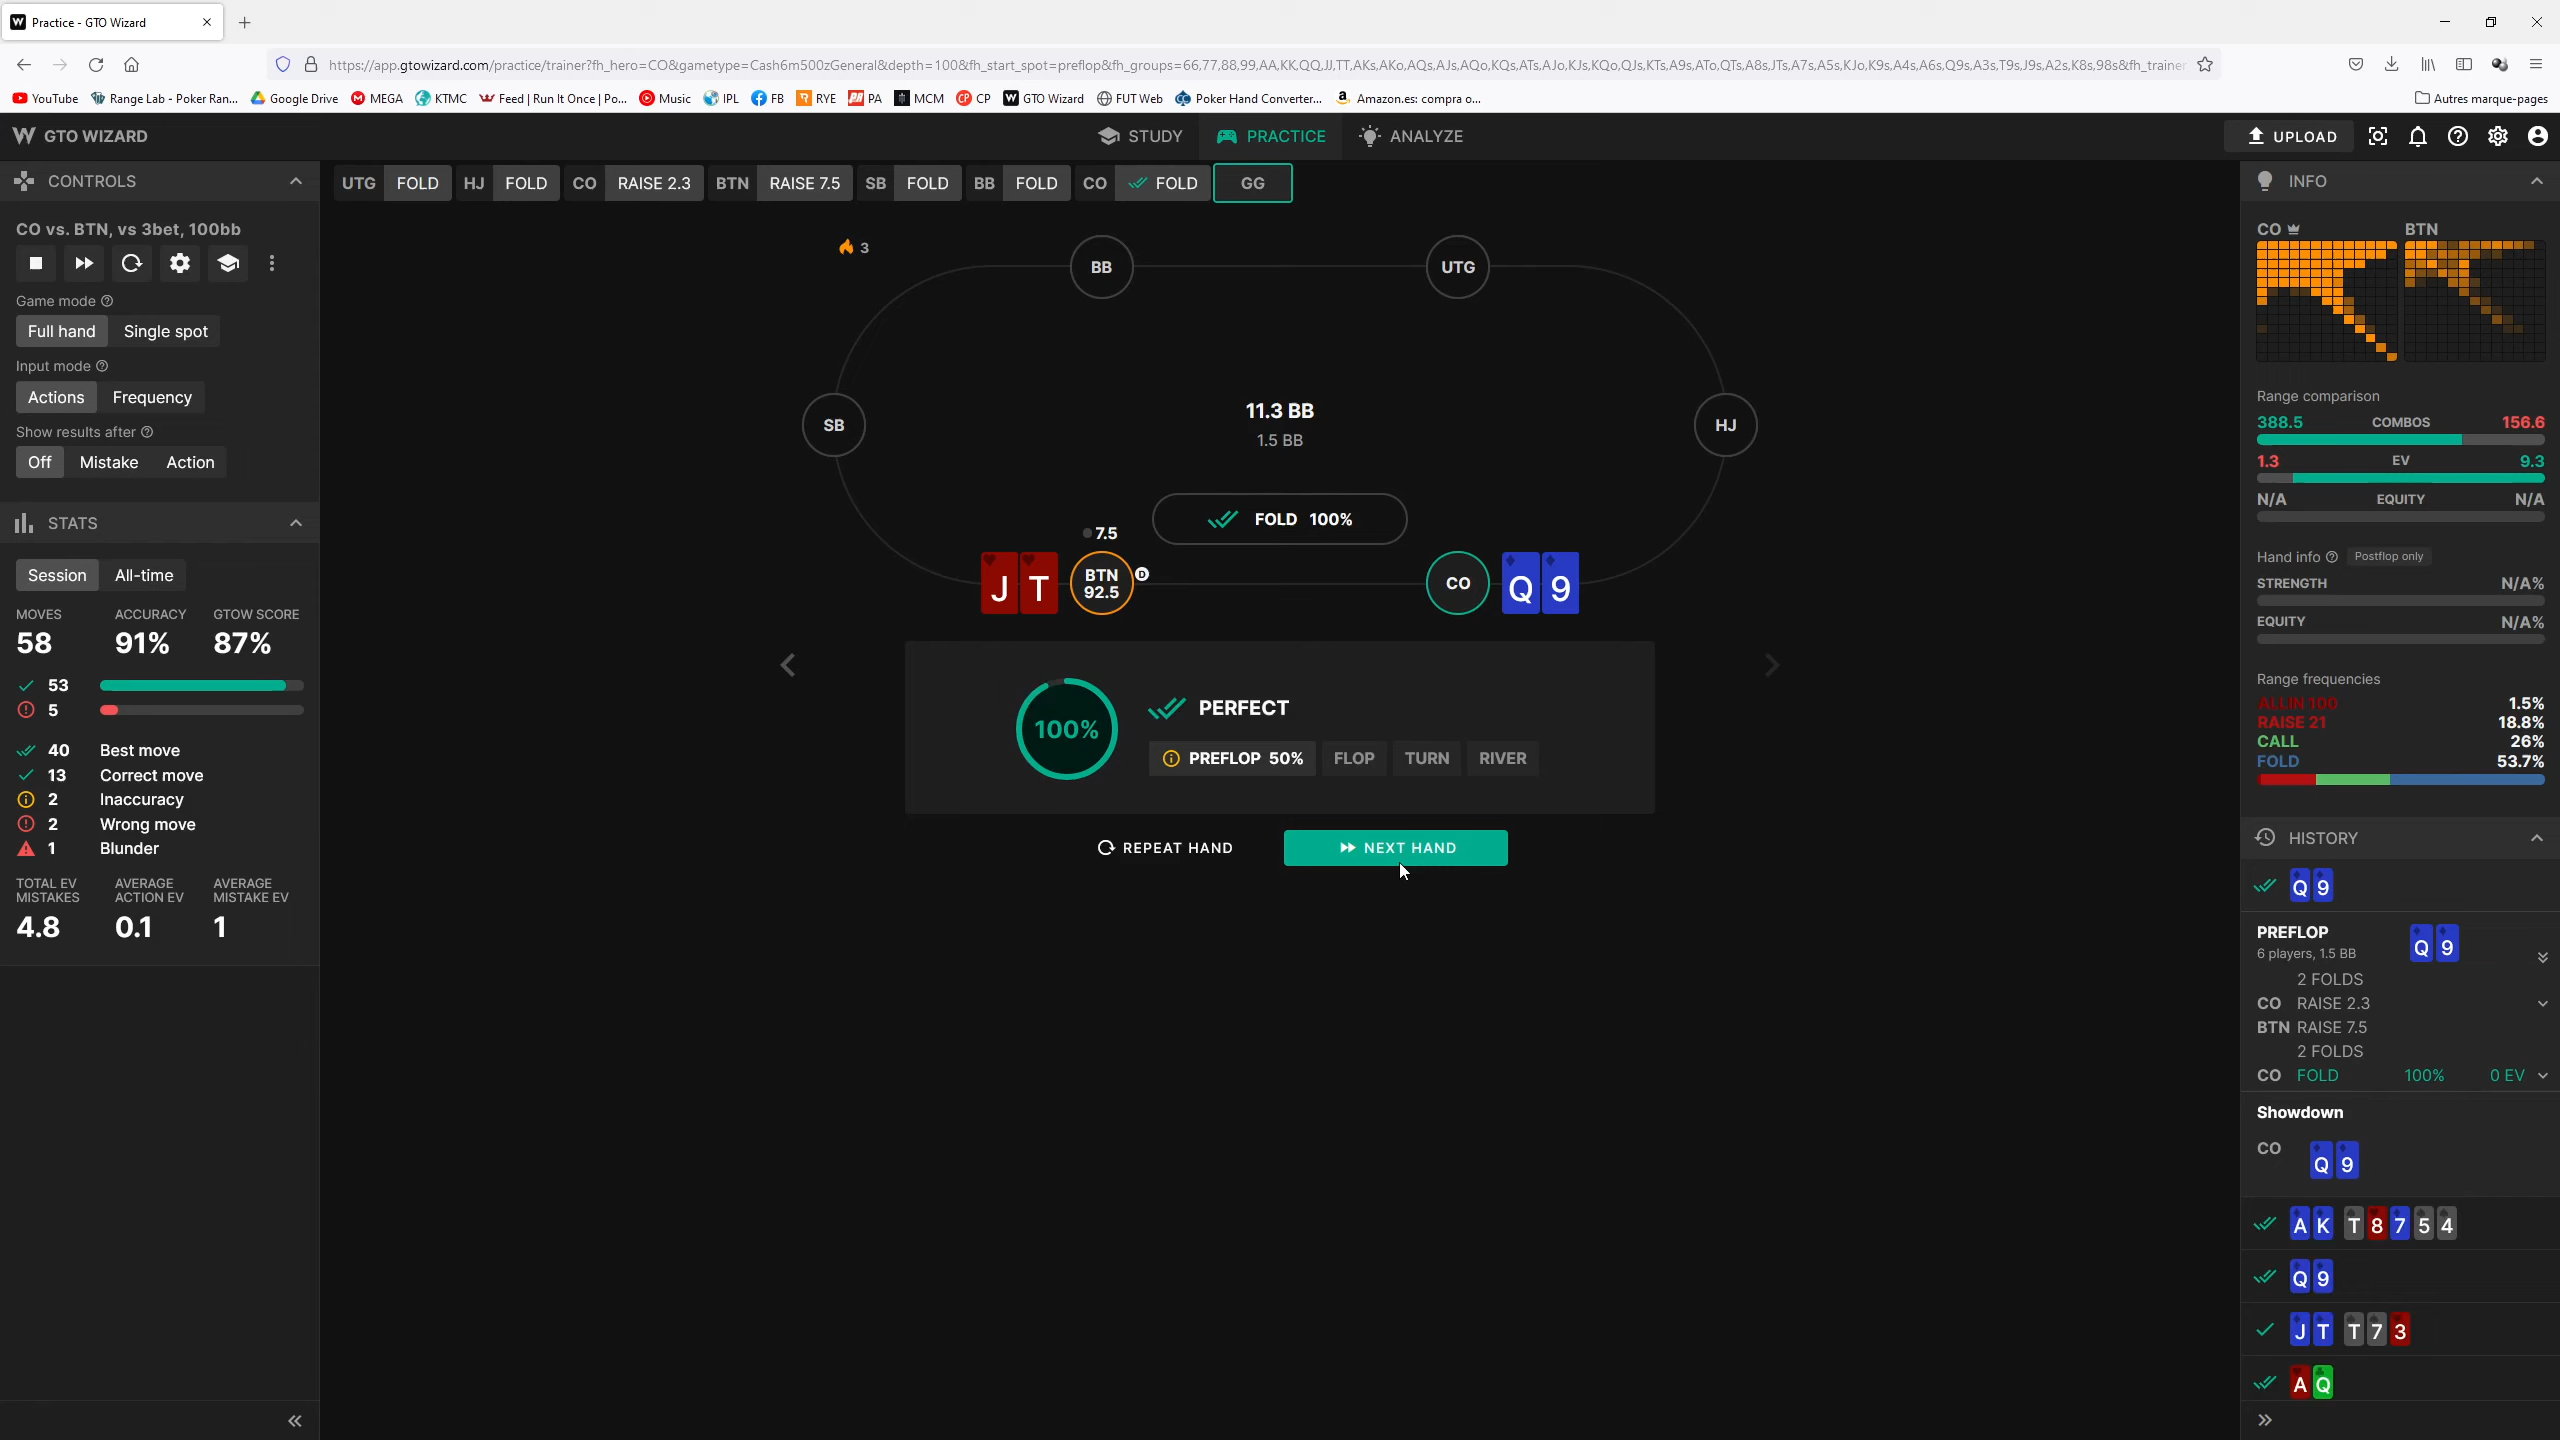 Practice - GTO Wizard
https://app.gtowizard.com/practice/trainer?fh_hero=CO&gametype=Cash6m500zGeneral&depth=100&fh_start_spot=preflop&fh_groups=66,77,88,99,AA,KK,QQ,JJ,TT,AKs,AKo,AQs,AJs,AQo,KQs,ATs,AJo,KJs,KQo,QJs,KTs,A9s,ATo,QTs,A8s,JTs,A7s,A5s,KJo,K9s,A4s,A6s,Q9s,A3s,T9s,J9s,A2s,K8s,98s&fh_trainer
YouTube Range Lab - Poker Ran... Google Drive MEGA KTMC Feed | Run It Once | Po... Music IPL FB RYE PA MCM CP GTO Wizard FUT Web Poker Hand Converter... Amazon.es: compra o... Autres marque-pages
GTO WIZARD STUDY PRACTICE ANALYZE UPLOAD
CONTROLS
UTG FOLD HJ FOLD CO RAISE 2.3 BTN RAISE 7.5 SB FOLD BB FOLD CO FOLD GG
INFO
CO vs. BTN, vs 3bet, 100bb
Game mode
Full hand Single spot
Input mode
Actions Frequency
Show results after
Off Mistake Action
STATS
Session All-time
MOVES ACCURACY GTOW SCORE
58 91% 87%
53
5
40 Best move
13 Correct move
2 Inaccuracy
2 Wrong move
1 Blunder
TOTAL EV MISTAKES AVERAGE ACTION EV AVERAGE MISTAKE EV
4.8 0.1 1
3
BB UTG
SB HJ
11.3 BB
1.5 BB
FOLD 100%
7.5
J T BTN 92.5 D CO Q 9
100% PERFECT
PREFLOP 50% FLOP TURN RIVER
REPEAT HAND NEXT HAND
CO BTN
Range comparison
388.5 COMBOS 156.6
1.3 EV 9.3
N/A EQUITY N/A
Hand info Postflop only
STRENGTH N/A%
EQUITY N/A%
Range frequencies
ALLIN 100 1.5%
RAISE 21 18.8%
CALL 26%
FOLD 53.7%
HISTORY
Q 9
PREFLOP Q 9
6 players, 1.5 BB
2 FOLDS
CO RAISE 2.3
BTN RAISE 7.5
2 FOLDS
CO FOLD 100% 0 EV
Showdown
CO Q 9
A K T 8 7 5 4
Q 9
J T T 7 3
A Q